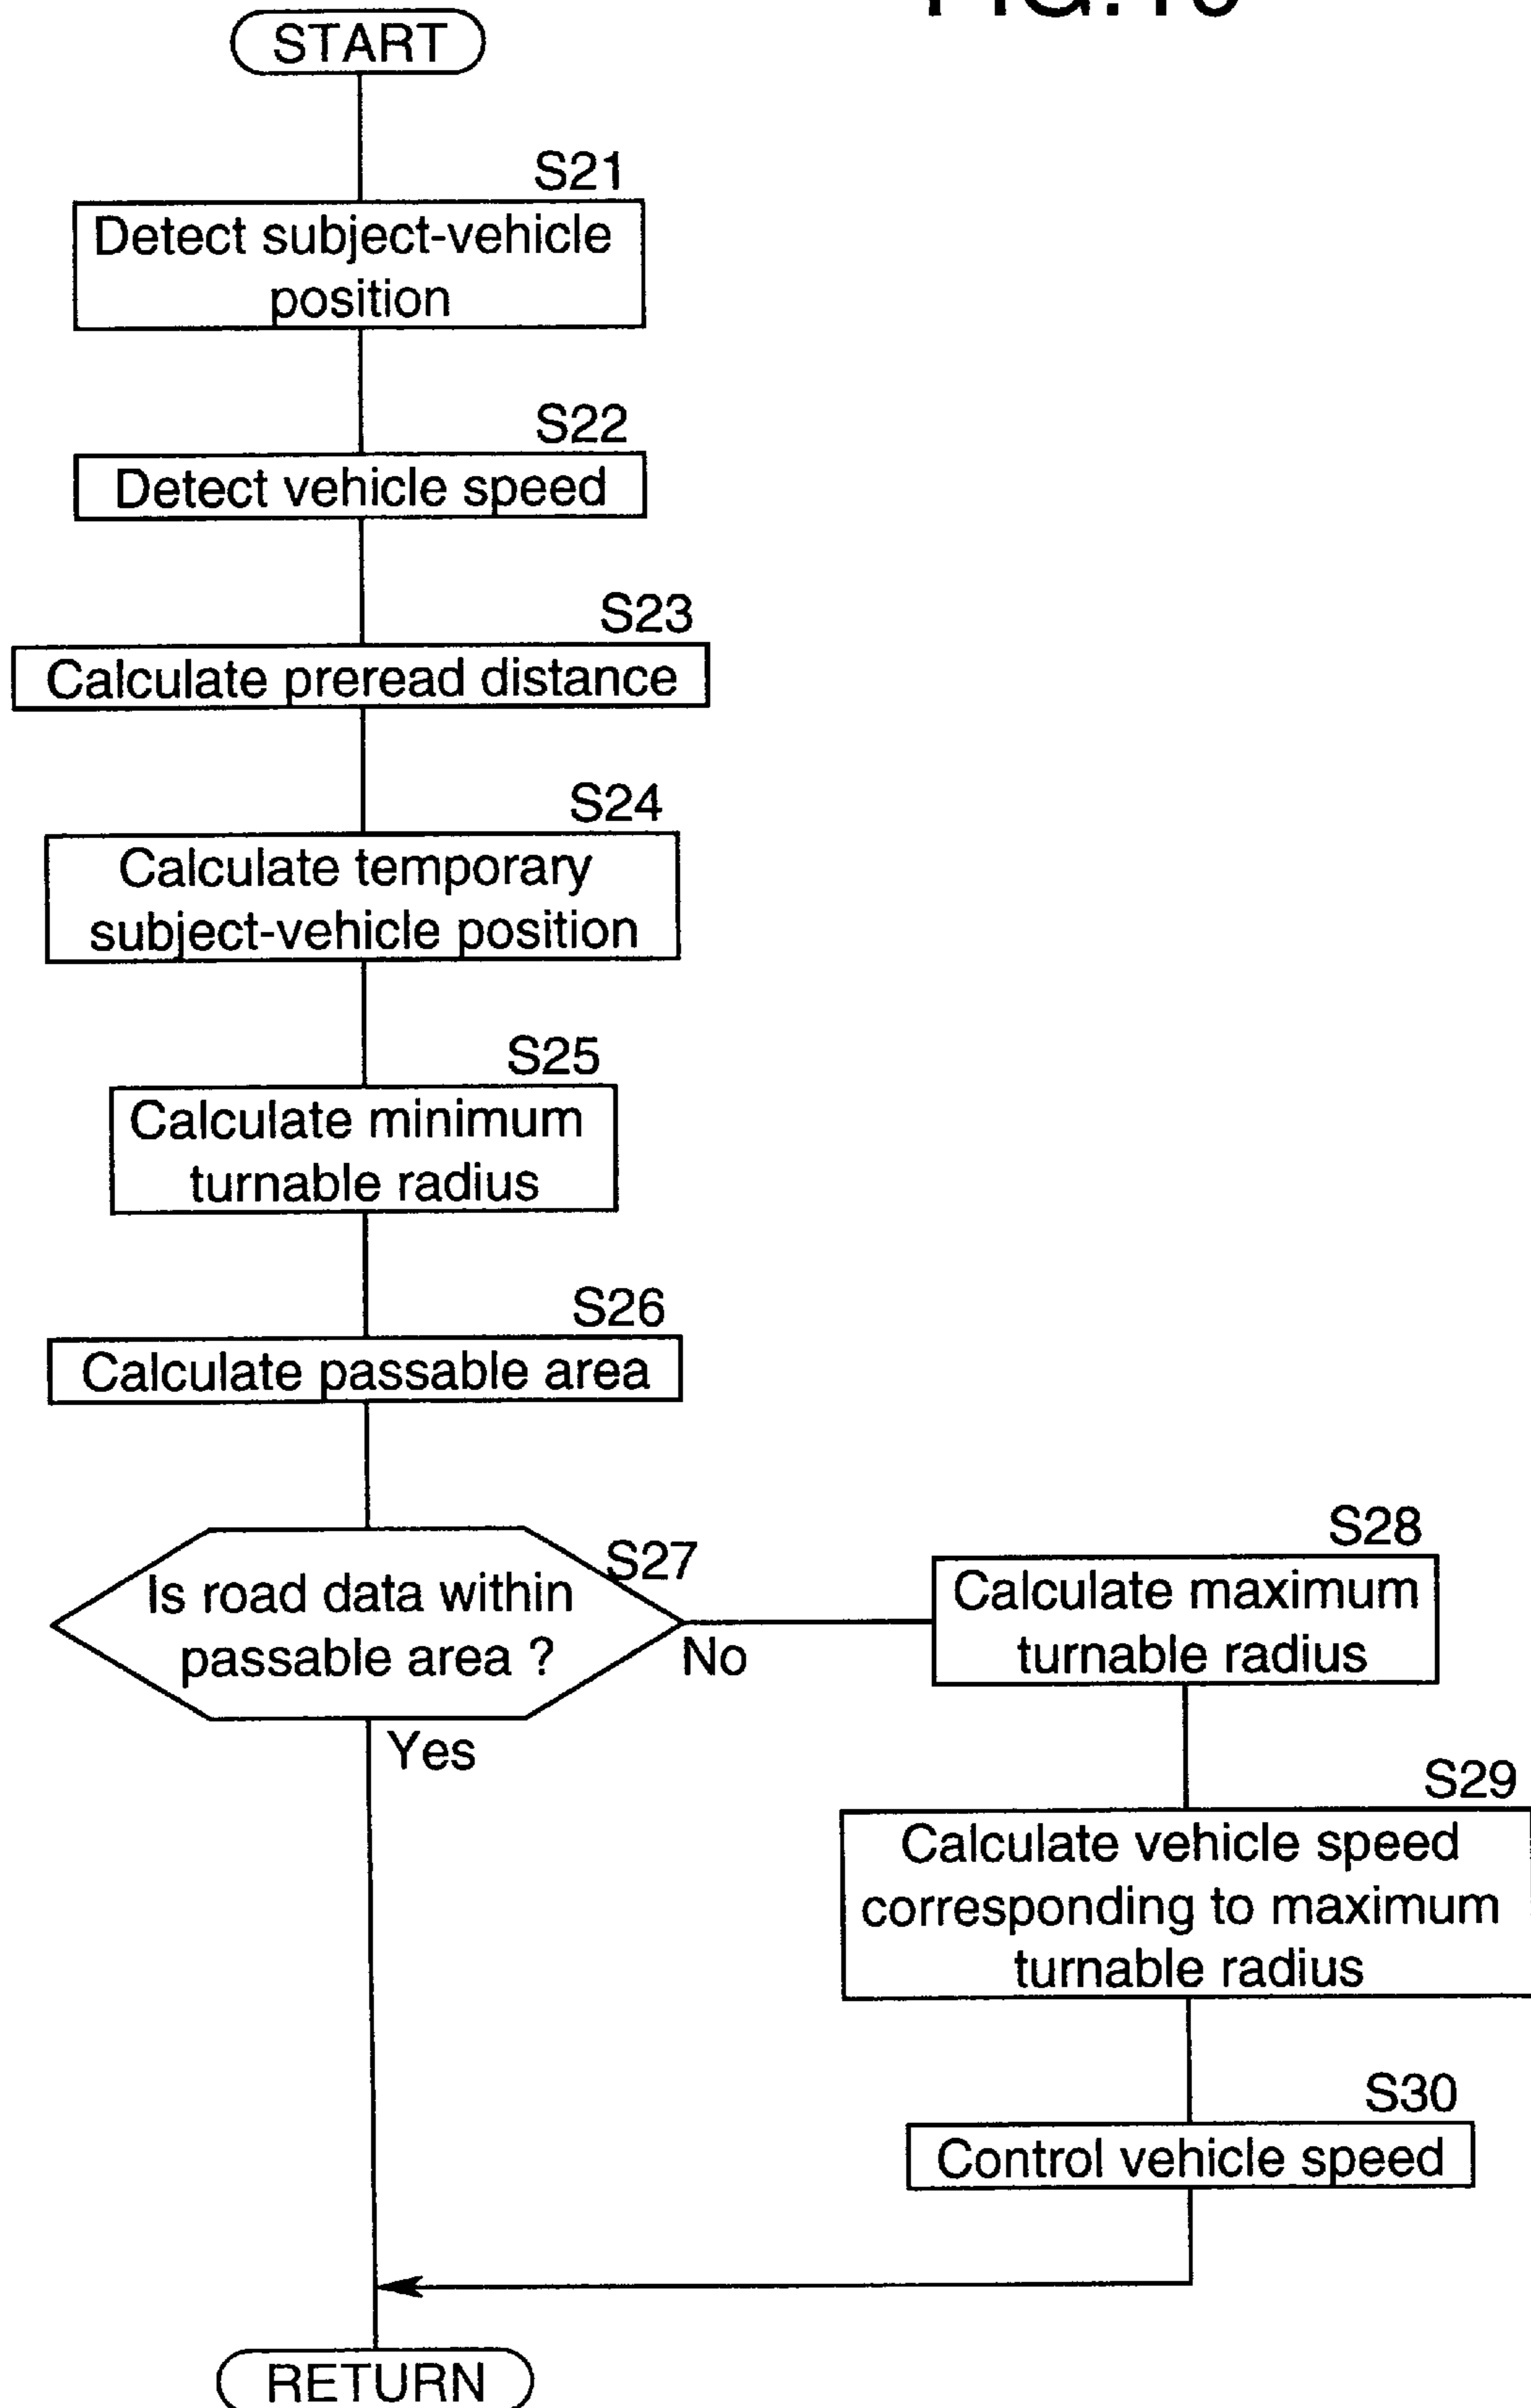 START
S21
Detect subject-vehicle
position
S22
Detect vehicle speed
S23
Calculate preread distance
S24
Calculate temporary
subject-vehicle position
S25
Calculate minimum
turnable radius
S26
Calculate passable area
S27
Is road data within
passable area ?
No
Yes
S28
Calculate maximum
turnable radius
S29
Calculate vehicle speed
corresponding to maximum
turnable radius
S30
Control vehicle speed
RETURN